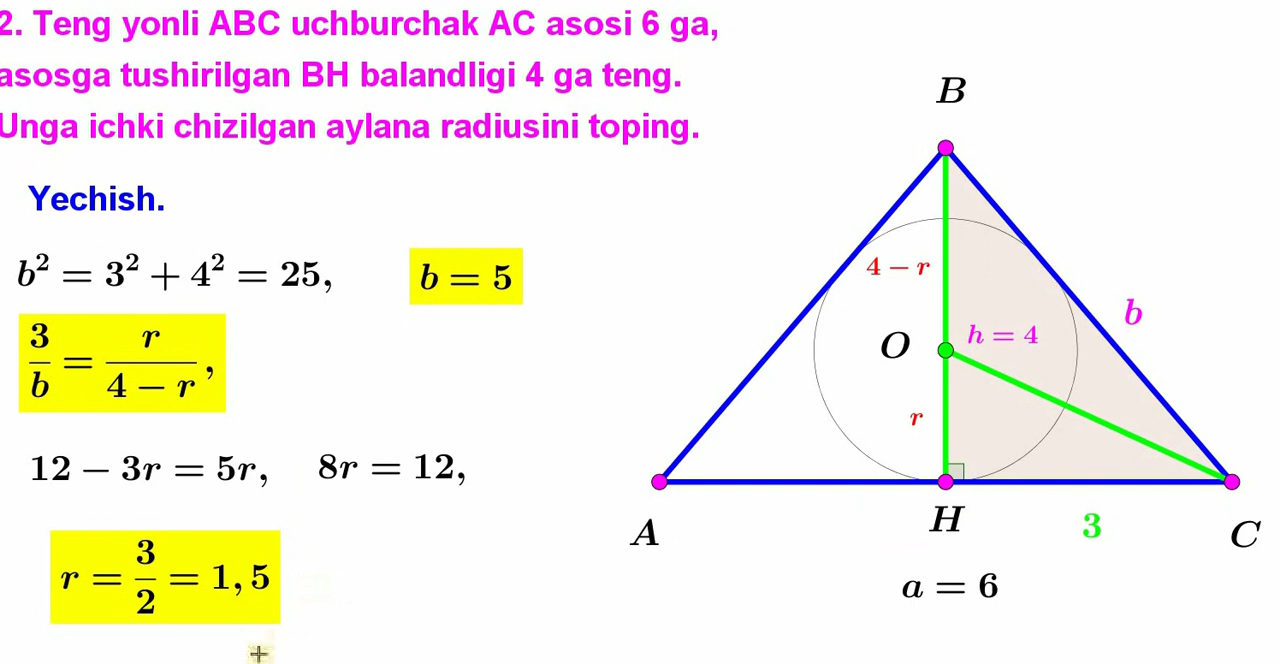 2. Teng yonli ABC uchburchak AC asosi 6 ga,
asosga tushirilgan BH balandligi 4 ga teng.
Unga ichki chizilgan aylana radiusini toping.
Yechish.
b² = 3² + 4² = 25, b = 5
3/b = r/(4 − r),
12 − 3r = 5r, 8r = 12,
r = 3/2 = 1, 5
B
4 − r
b
O
h = 4
r
A
H
3
C
a = 6